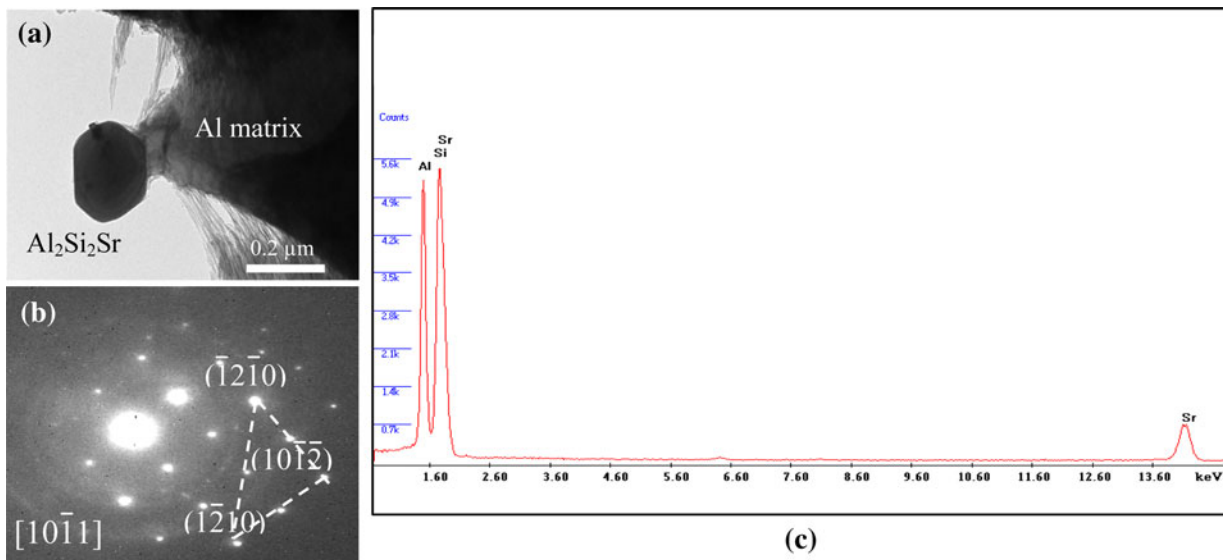 (a)
Al matrix
Al₂Si₂Sr
0.2 µm
(b)
(1̅21̅0)
(101̅2̅)
(12̅10)
[101̅1]
Counts
5.6k
4.9k
4.2k
3.5k
2.8k
2.1k
1.4k
0.7k
Al
Sr
Si
Sr
1.60 2.60 3.60 4.60 5.60 6.60 7.60 8.60 9.60 10.60 11.60 12.60 13.60 keV
(c)